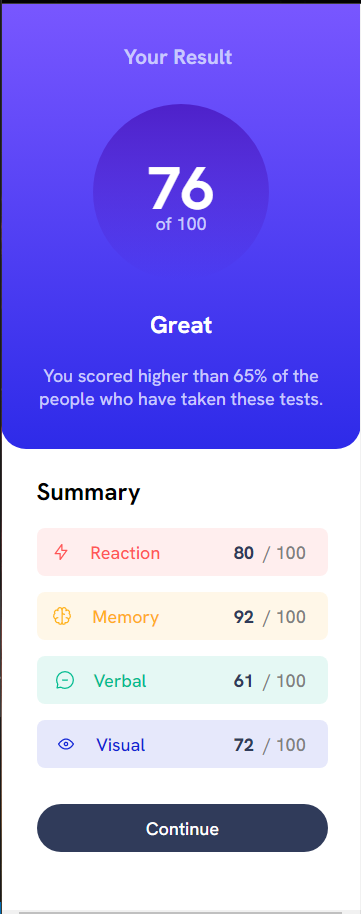 Your Result
76
of 100
Great
You scored higher than 65% of the
people who have taken these tests.
Summary
Reaction 80 / 100
Memory 92 / 100
Verbal 61 / 100
Visual 72 / 100
Continue